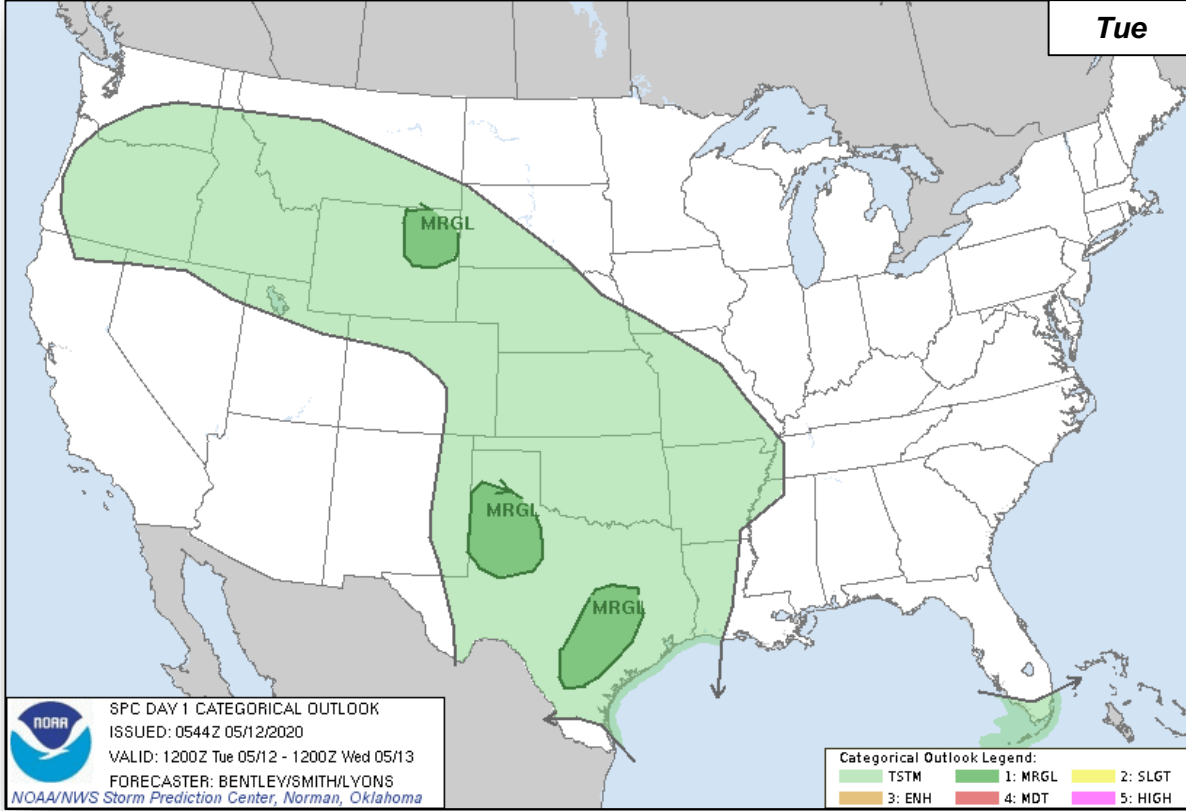 Tue
MRGL
MRGL
MRGL
NOAA
SPC DAY 1 CATEGORICAL OUTLOOK
ISSUED: 0544Z 05/12/2020
VALID: 1200Z Tue 05/12 - 1200Z Wed 05/13
FORECASTER: BENTLEY/SMITH/LYONS
NOAA/NWS Storm Prediction Center, Norman, Oklahoma
Categorical Outlook Legend:
TSTM 1: MRGL 2: SLGT
3: ENH 4: MDT 5: HIGH